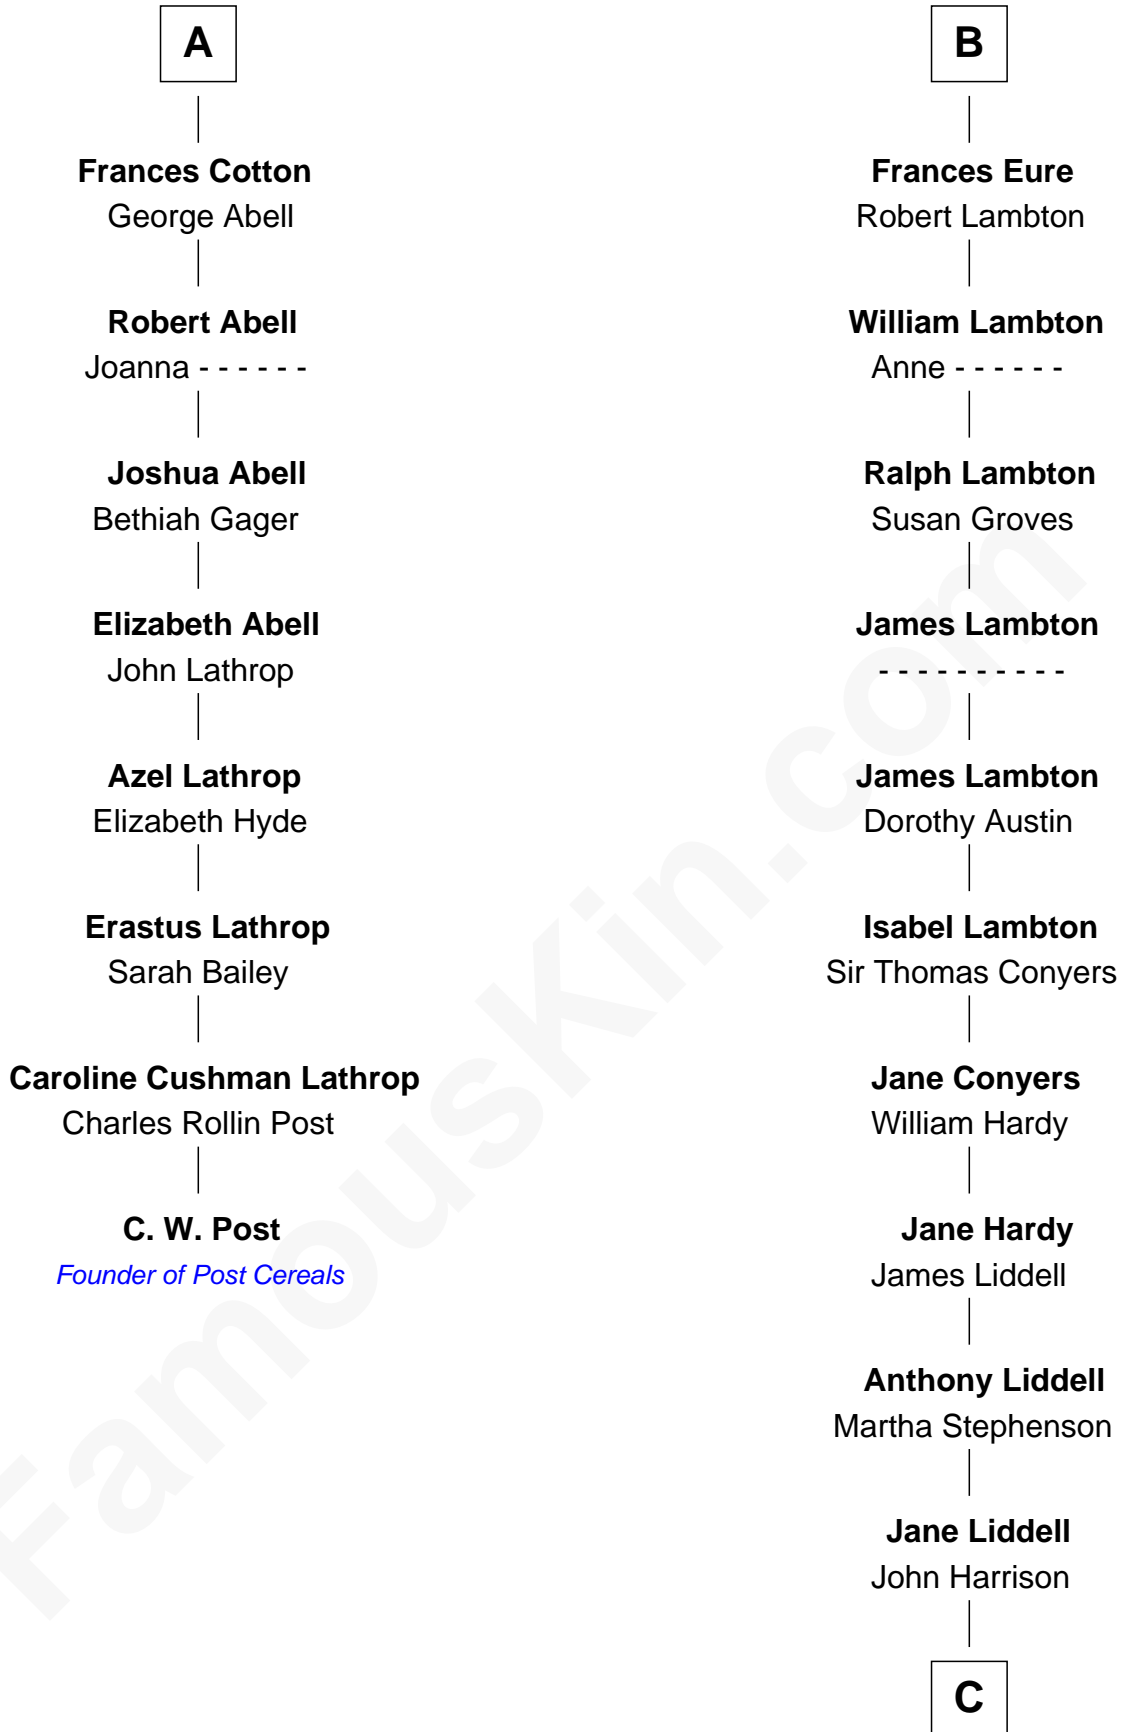 A
Frances Cotton
George Abell
Robert Abell
Joanna - - - - - -
Joshua Abell
Bethiah Gager
Elizabeth Abell
John Lathrop
Azel Lathrop
Elizabeth Hyde
Erastus Lathrop
Sarah Bailey
Caroline Cushman Lathrop
Charles Rollin Post
C. W. Post
Founder of Post Cereals
B
Frances Eure
Robert Lambton
William Lambton
Anne - - - - - -
Ralph Lambton
Susan Groves
James Lambton
- - - - - - - - - -
James Lambton
Dorothy Austin
Isabel Lambton
Sir Thomas Conyers
Jane Conyers
William Hardy
Jane Hardy
James Liddell
Anthony Liddell
Martha Stephenson
Jane Liddell
John Harrison
C
FamousKin.com